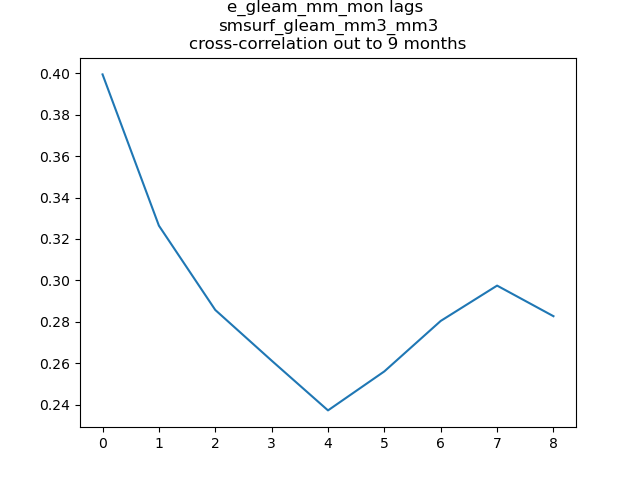 e_gleam_mm_mon lags
smsurf_gleam_mm3_mm3
cross-correlation out to 9 months
0.40
0.38
0.36
0.34
0.32
0.30
0.28
0.26
0.24
0 1 2 3 4 5 6 7 8